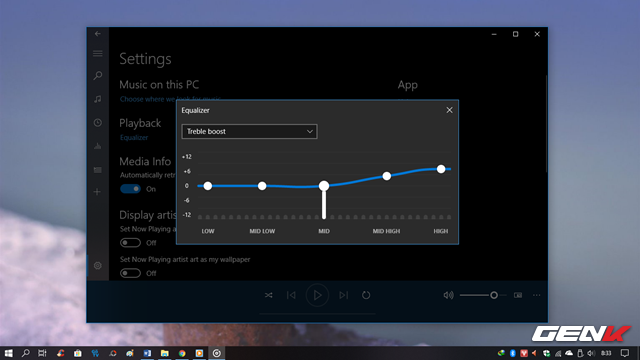 Settings
Music on this PC
App
Choose where we look for music
Equalizer
Treble boost
+12
+6
0
-6
-12
LOW
MID LOW
MID
MID HIGH
HIGH
Playback
Equalizer
Media Info
Automatically retr
On
Display artis
Set Now Playing a
Off
Set Now Playing artist art as my wallpaper
Off
GENK
8:33